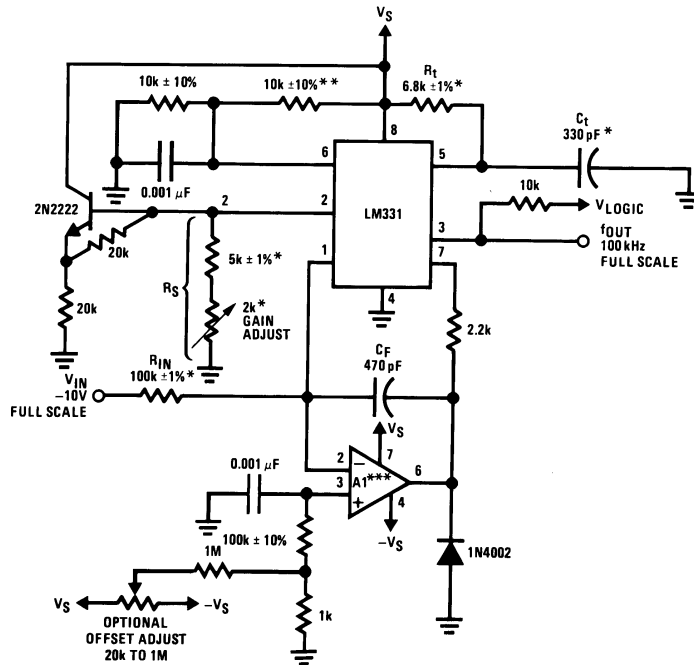 VS
10k ± 10%
10k ±10%**
Rt
6.8k ±1%*
Ct
330 pF*
8
6
5
0.001 μF
2N2222
2
2
LM331
10k
VLOGIC
20k
5k ± 1%*
1
3
fOUT
100 kHz
FULL SCALE
7
RS
4
20k
2k*
GAIN
ADJUST
2.2k
RIN
100k ±1%*
CF
470 pF
VIN
−10V
FULL SCALE
VS
0.001 μF
2
−
7
6
3
A1***
+
4
−VS
100k ± 10%
1M
1N4002
VS
−VS
1k
OPTIONAL
OFFSET ADJUST
20k TO 1M